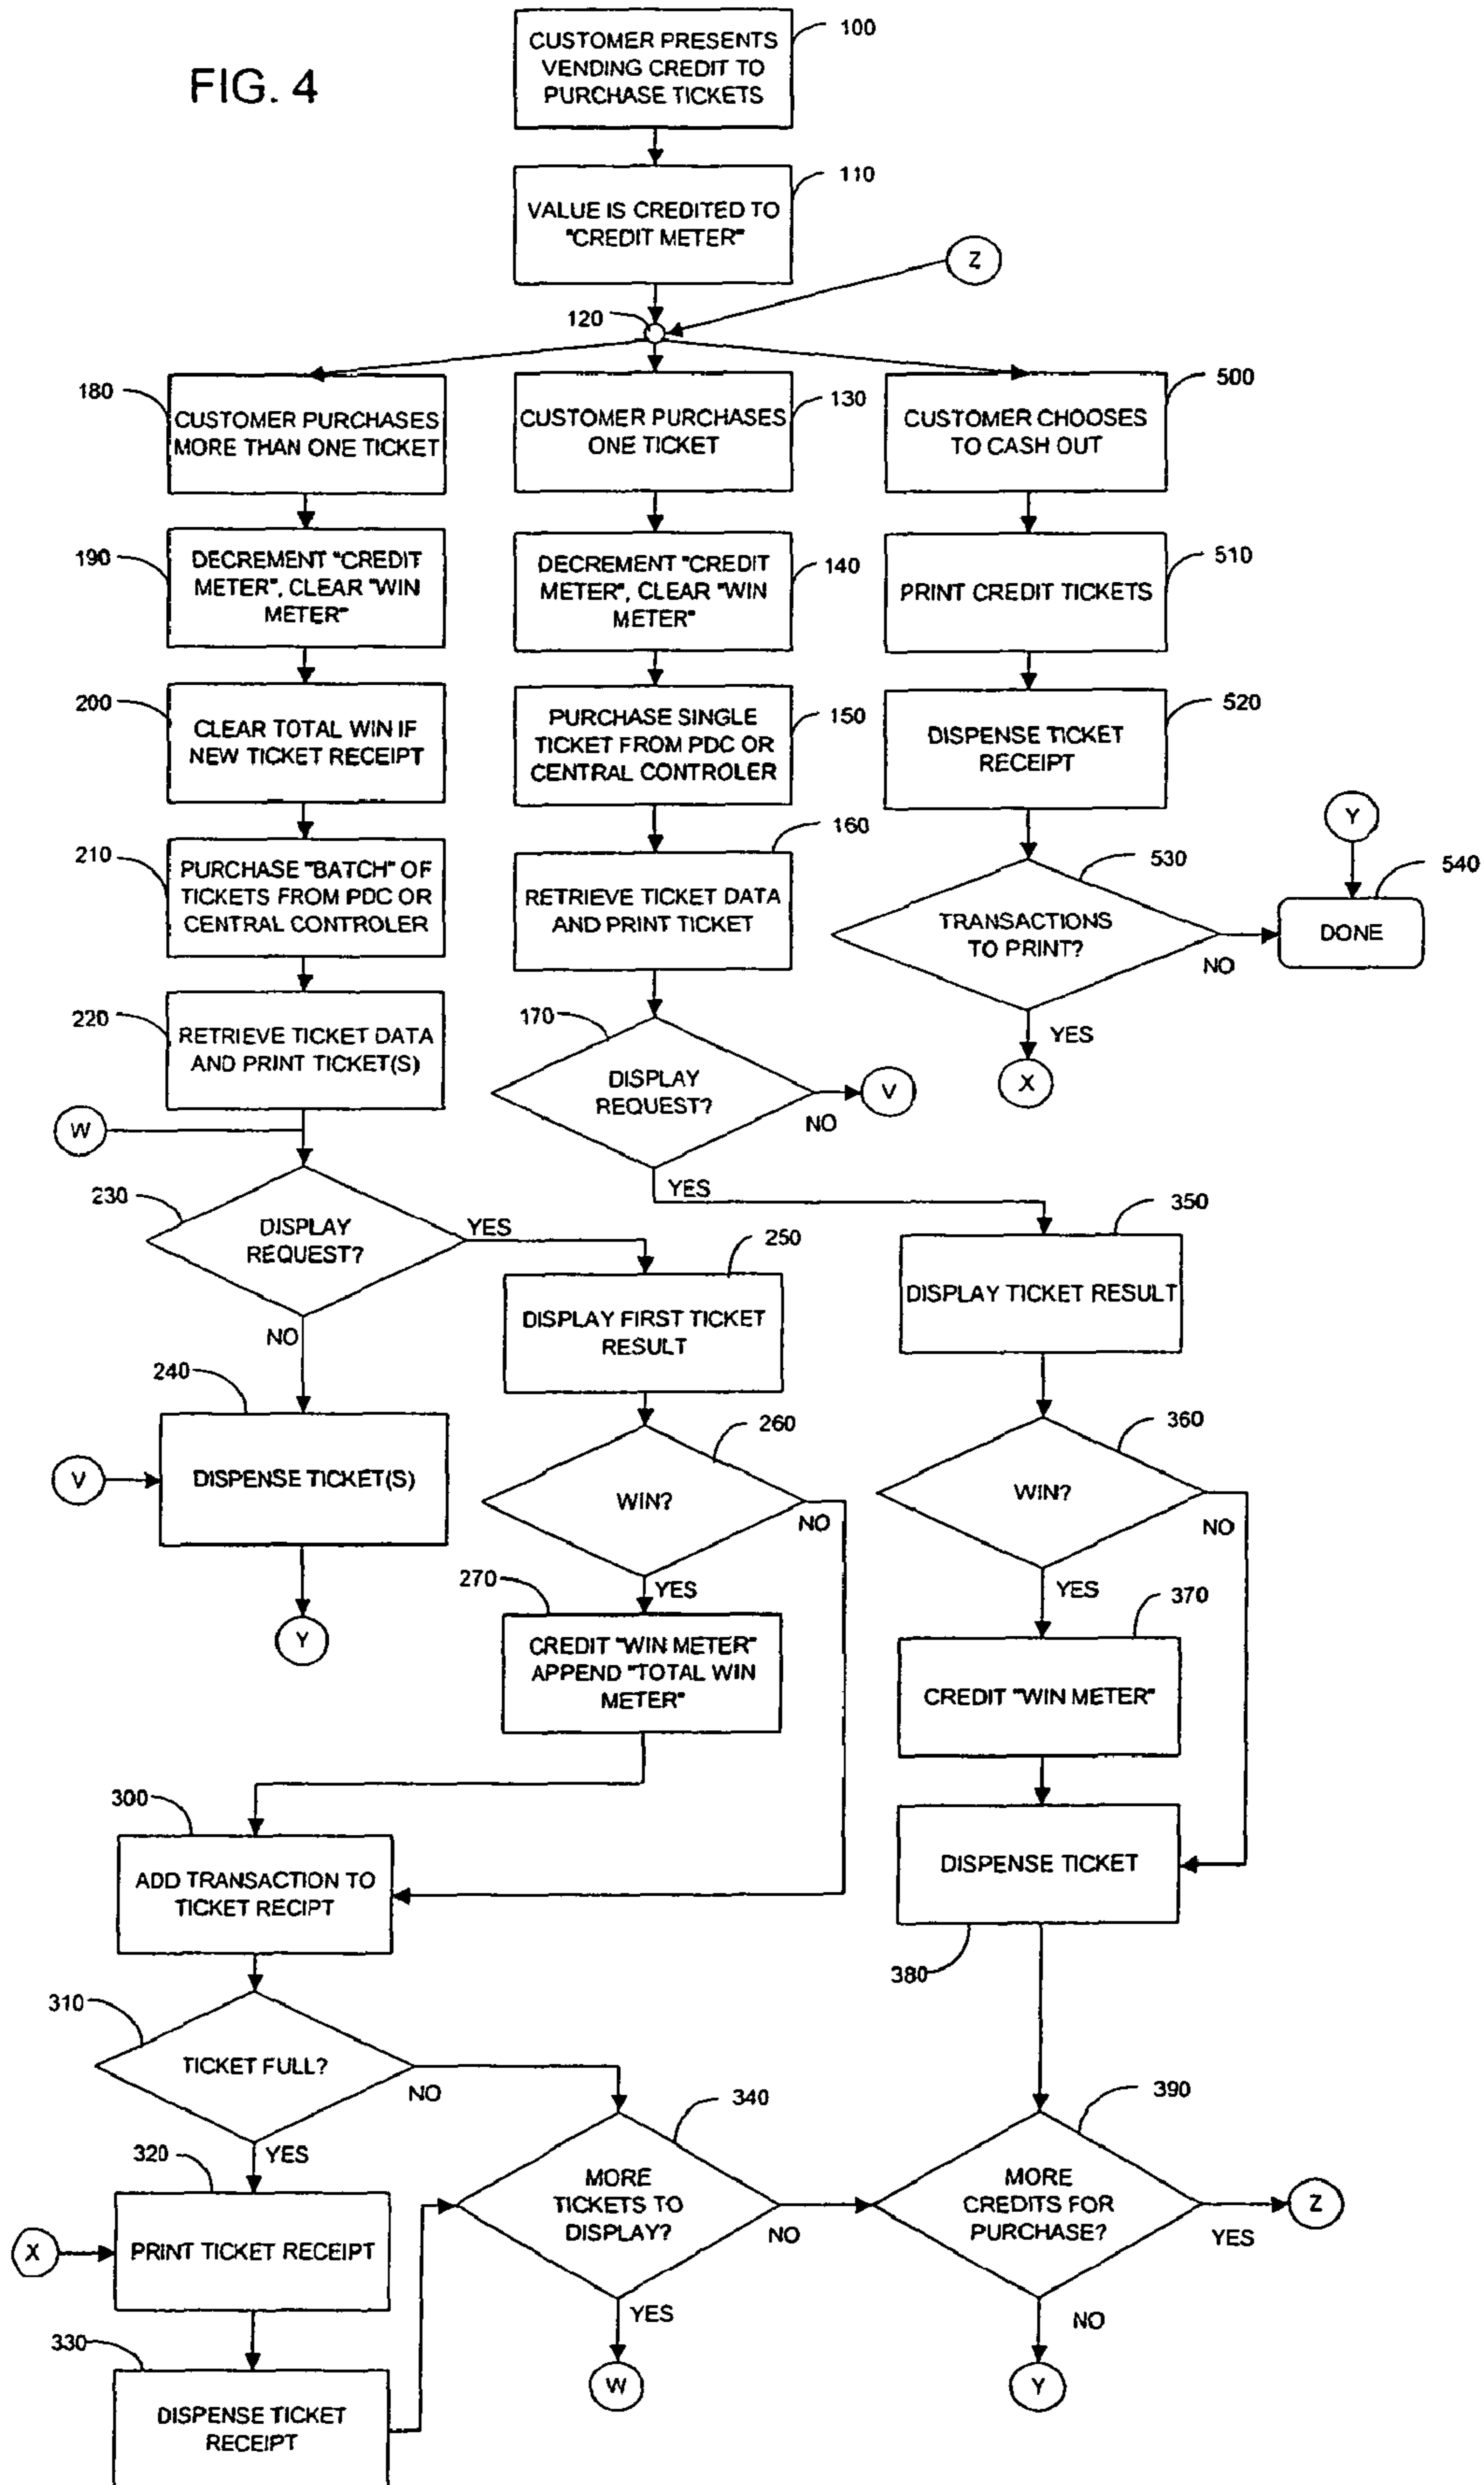 FIG. 4
CUSTOMER PRESENTS
VENDING CREDIT TO
PURCHASE TICKETS
100
VALUE IS CREDITED TO
"CREDIT METER"
110
Z
120
180
CUSTOMER PURCHASES
MORE THAN ONE TICKET
CUSTOMER PURCHASES
ONE TICKET
130
CUSTOMER CHOOSES
TO CASH OUT
500
190
DECREMENT "CREDIT
METER", CLEAR "WIN
METER"
DECREMENT "CREDIT
METER", CLEAR "WIN
METER"
140
PRINT CREDIT TICKETS
510
200
CLEAR TOTAL WIN IF
NEW TICKET RECEIPT
PURCHASE SINGLE
TICKET FROM PDC OR
CENTRAL CONTROLER
150
DISPENSE TICKET
RECEIPT
520
210
PURCHASE "BATCH" OF
TICKETS FROM PDC OR
CENTRAL CONTROLER
160
RETRIEVE TICKET DATA
AND PRINT TICKET
530
TRANSACTIONS
TO PRINT?
NO
YES
X
Y
540
DONE
220
RETRIEVE TICKET DATA
AND PRINT TICKET(S)
170
DISPLAY
REQUEST?
NO
V
YES
W
230
DISPLAY
REQUEST?
YES
NO
250
DISPLAY FIRST TICKET
RESULT
350
DISPLAY TICKET RESULT
240
V
DISPENSE TICKET(S)
Y
260
WIN?
NO
YES
360
WIN?
NO
YES
270
CREDIT "WIN METER"
APPEND "TOTAL WIN
METER"
370
CREDIT "WIN METER"
300
ADD TRANSACTION TO
TICKET RECIPT
DISPENSE TICKET
380
310
TICKET FULL?
NO
YES
340
MORE
TICKETS TO
DISPLAY?
NO
YES
W
390
MORE
CREDITS FOR
PURCHASE?
YES
Z
NO
Y
320
X
PRINT TICKET RECEIPT
330
DISPENSE TICKET
RECEIPT